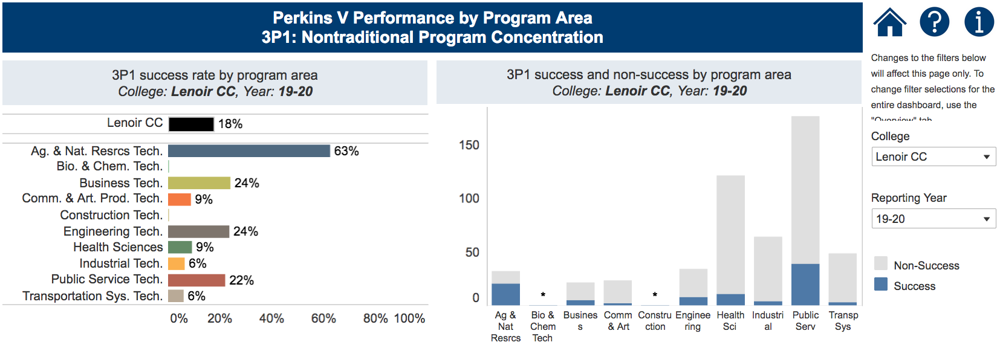 Perkins V Performance by Program Area
3P1: Nontraditional Program Concentration
3P1 success rate by program area
College: Lenoir CC, Year: 19-20
Lenoir CC 18%
Ag. & Nat. Resrcs Tech. 63%
Bio. & Chem. Tech.
Business Tech. 24%
Comm. & Art. Prod. Tech. 9%
Construction Tech.
Engineering Tech. 24%
Health Sciences 9%
Industrial Tech. 6%
Public Service Tech. 22%
Transportation Sys. Tech. 6%
0% 20% 40% 60% 80% 100%
3P1 success and non-success by program area
College: Lenoir CC, Year: 19-20
150
100
50
0
* *
Ag & Bio & Busines Comm Constru Enginee Health Industri Public Transp
Nat Chem s & Art ction ring Sci al Serv Sys
Resrcs Tech
? i
Changes to the filters below
will affect this page only. To
change filter selections for the
entire dashboard, use the
"Overview" tab
College
Lenoir CC
Reporting Year
19-20
Non-Success
Success